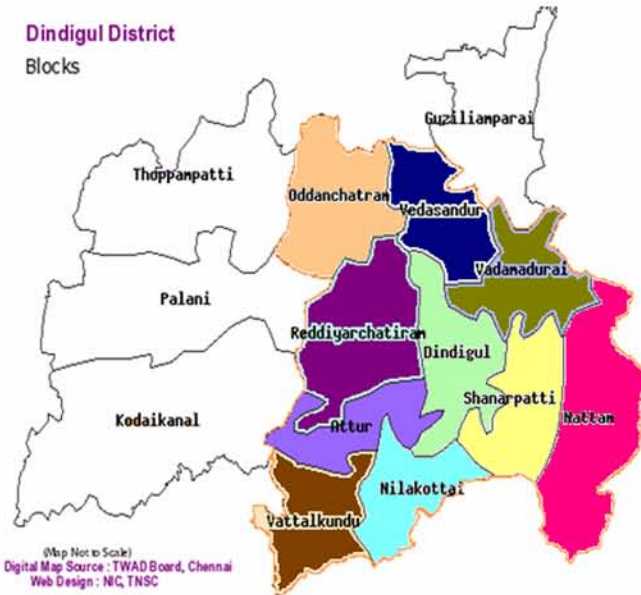 Dindigul District
Blocks
Guziliamparai
Thoppampatti
Oddanchatram
Vedasandur
Vadamadurai
Palani
Reddiyarchatiram
Dindigul
Shanarpatti
Kodaikanal
Attur
Nattam
Nilakottai
Vattalkundu
(Map Not to Scale)
Digital Map Source : TWAD Board, Chennai
Web Design : NIC, TNSC